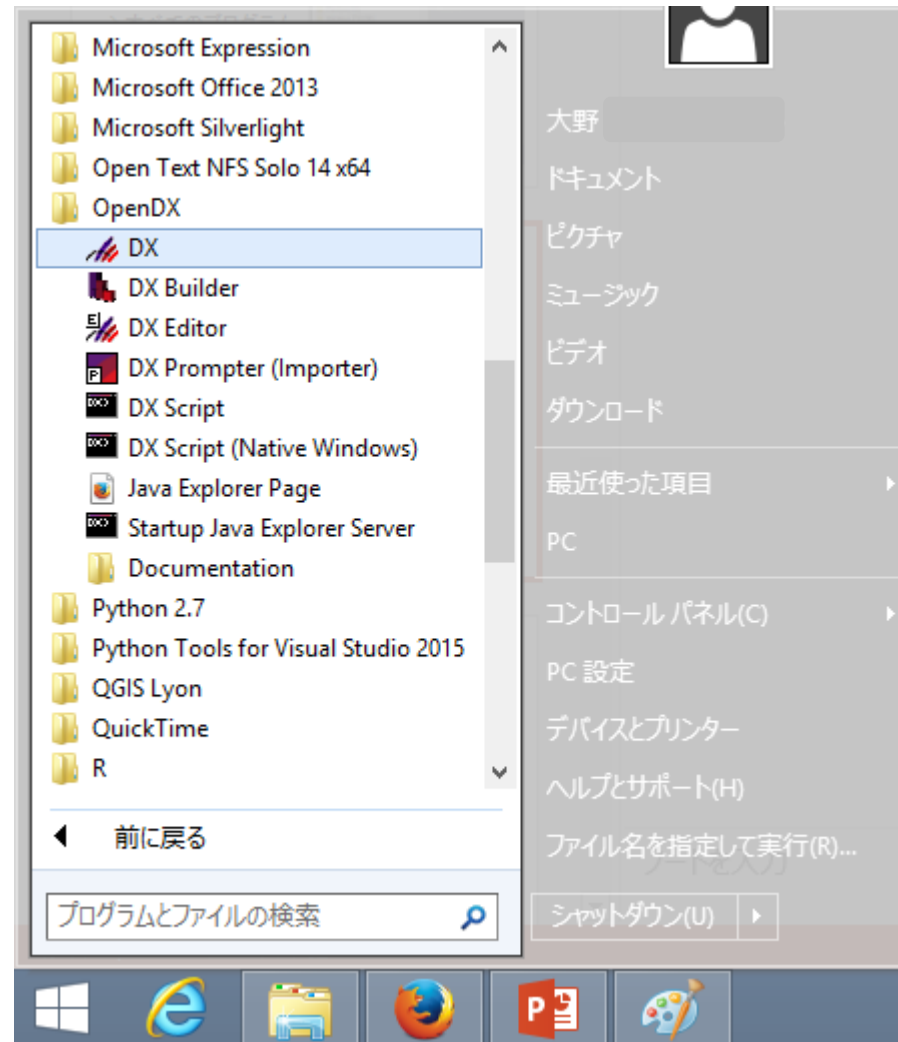 Microsoft Expression
Microsoft Office 2013
Microsoft Silverlight
Open Text NFS Solo 14 x64
OpenDX
DX
DX Builder
DX Editor
DX Prompter (Importer)
DX Script
DX Script (Native Windows)
Java Explorer Page
Startup Java Explorer Server
Documentation
Python 2.7
Python Tools for Visual Studio 2015
QGIS Lyon
QuickTime
R
前に戻る
プログラムとファイルの検索
大野
ドキュメント
ピクチャ
ミュージック
ビデオ
ダウンロード
最近使った項目
PC
コントロール パネル(C)
PC 設定
デバイスとプリンター
ヘルプとサポート(H)
ファイル名を指定して実行(R)...
シャットダウン(U)